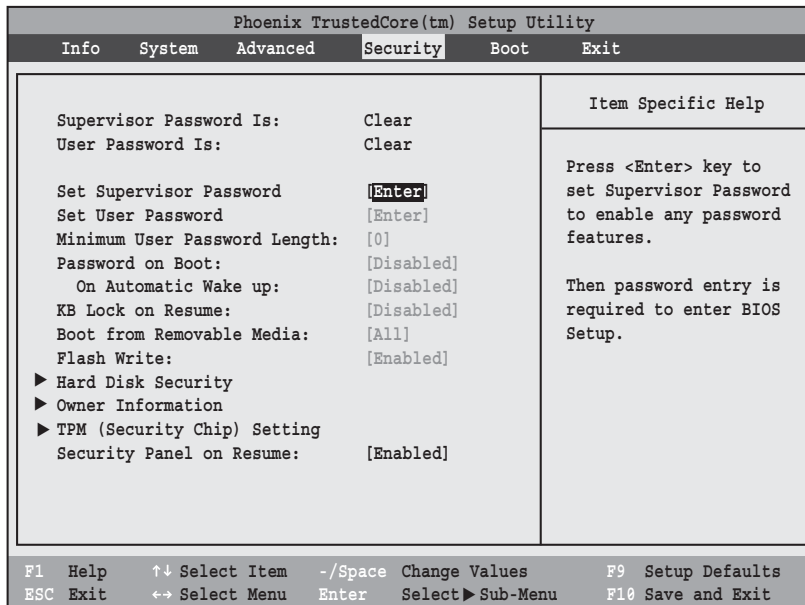 Phoenix TrustedCore(tm) Setup Utility
Info System Advanced Security Boot Exit
Supervisor Password Is: Clear
User Password Is: Clear
Set Supervisor Password [Enter]
Set User Password [Enter]
Minimum User Password Length: [0]
Password on Boot: [Disabled]
On Automatic Wake up: [Disabled]
KB Lock on Resume: [Disabled]
Boot from Removable Media: [All]
Flash Write: [Enabled]
▶ Hard Disk Security
▶ Owner Information
▶ TPM (Security Chip) Setting
Security Panel on Resume: [Enabled]
Item Specific Help
Press <Enter> key to
set Supervisor Password
to enable any password
features.
Then password entry is
required to enter BIOS
Setup.
F1 Help ↑↓ Select Item -/Space Change Values F9 Setup Defaults
ESC Exit ←→ Select Menu Enter Select ▶ Sub-Menu F10 Save and Exit